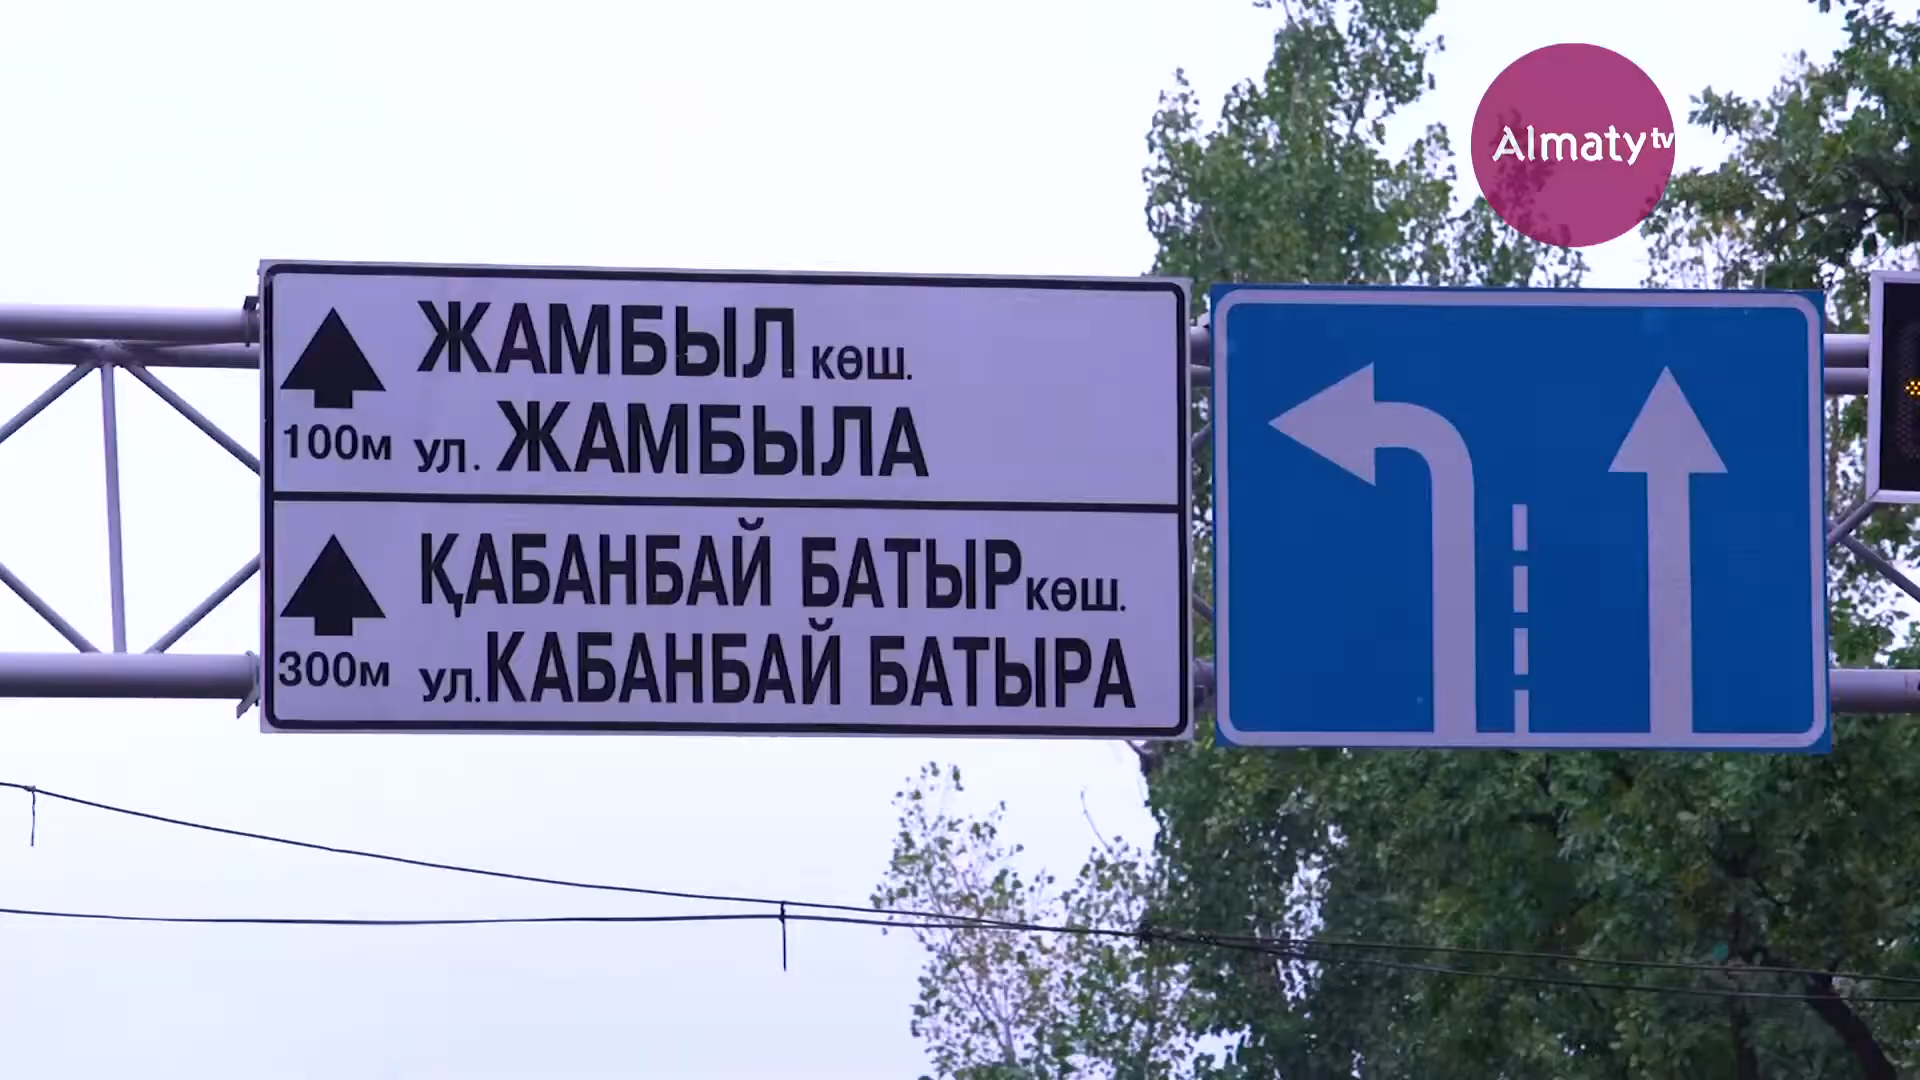 Almaty tv
ЖАМБЫЛ көш.
100м ул. ЖАМБЫЛА
ҚАБАНБАЙ БАТЫР көш.
300м ул. КАБАНБАЙ БАТЫРА